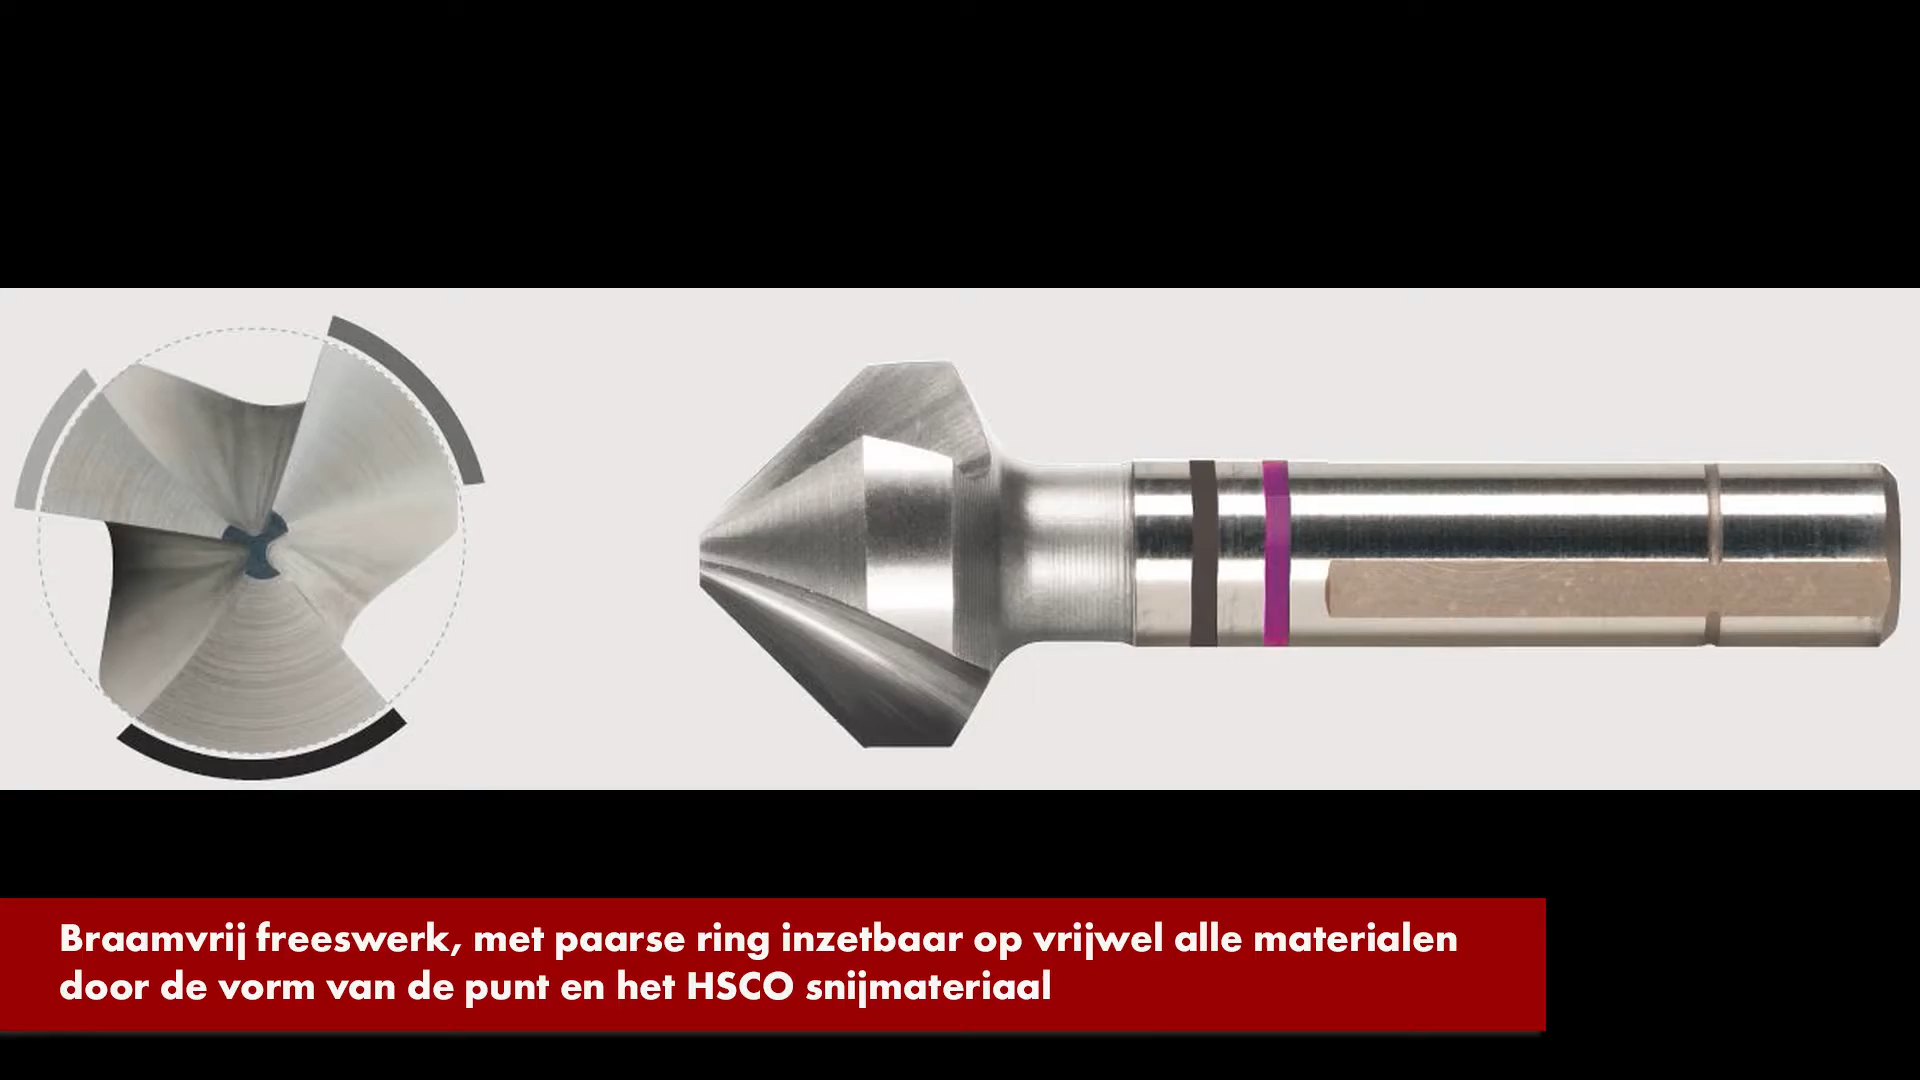 Braamvrij freeswerk, met paarse ring inzetbaar op vrijwel alle materialen
door de vorm van de punt en het HSCO snijmateriaal